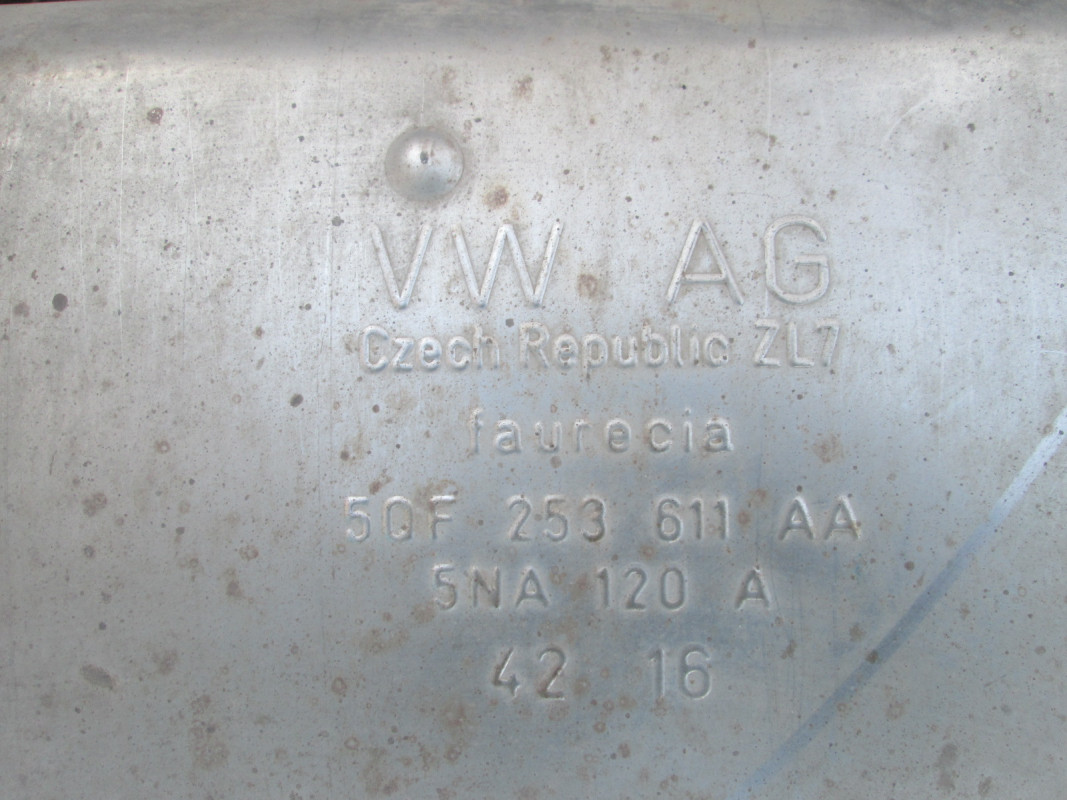 VW AG
Czech Republic ZL7
faurecia
5QF 253 611 AA
5NA 120 A
42 16